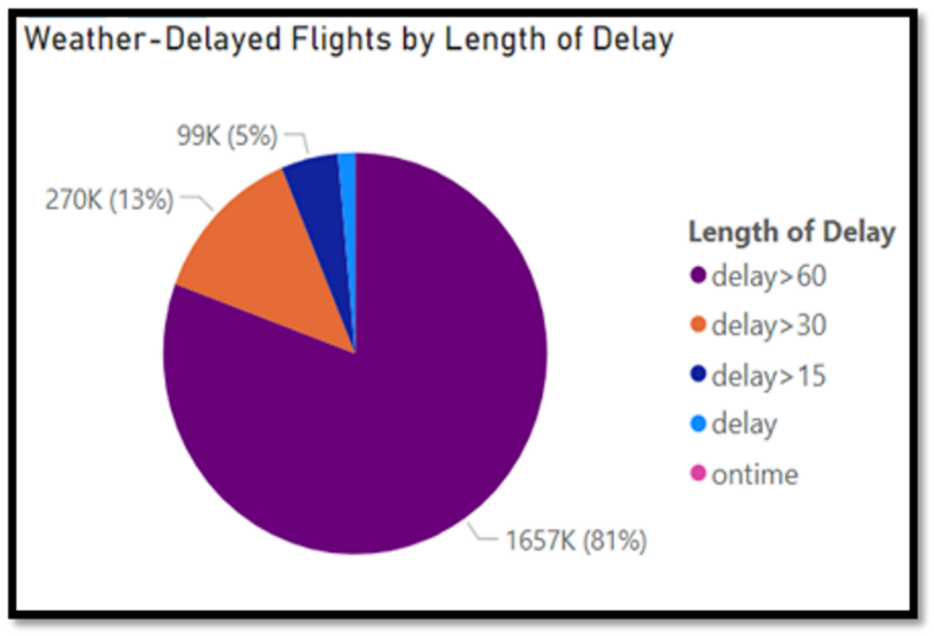 Weather-Delayed Flights by Length of Delay
99K (5%)
270K (13%)
1657K (81%)
Length of Delay
delay>60
delay>30
delay>15
delay
ontime